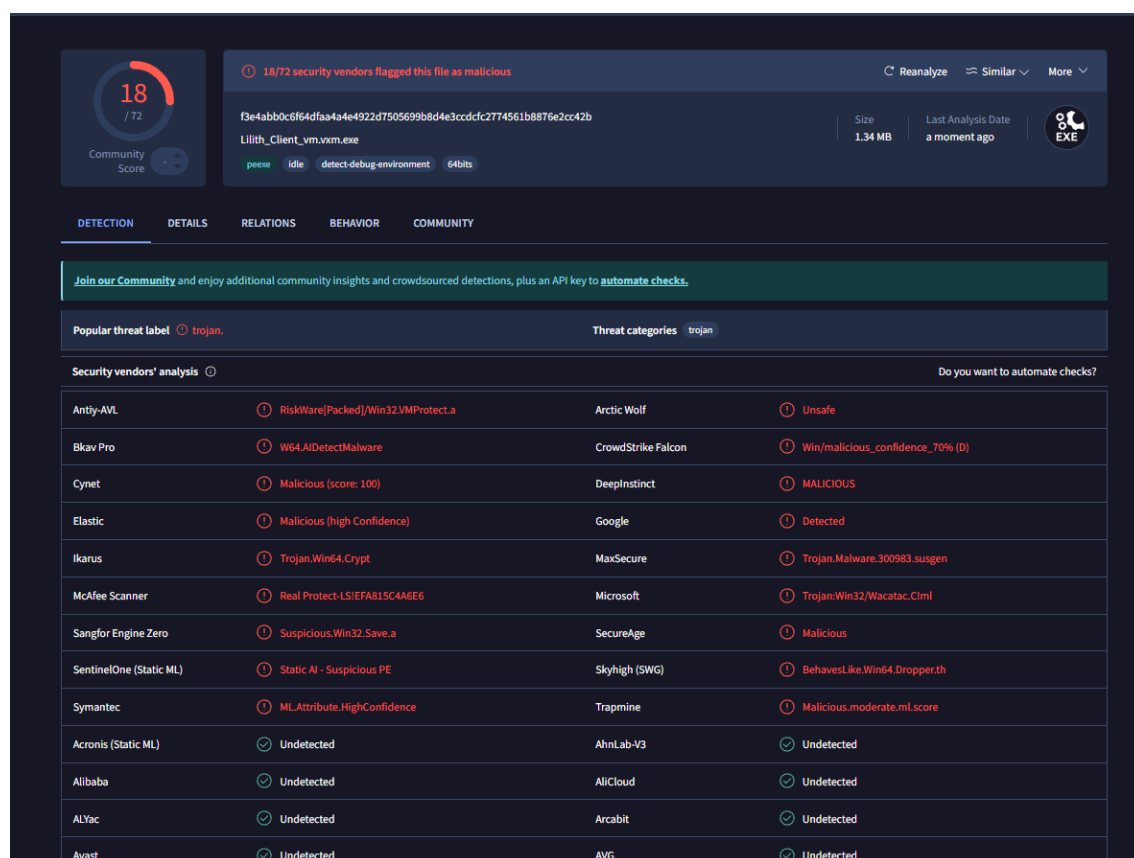 18
/ 72
Community
Score
-
18/72 security vendors flagged this file as malicious
Reanalyze Similar More
f3e4abb0c6f64dfaa4a4e4922d7505699b8d4e3ccdcfc2774561b8876e2cc42b
Lilith_Client_vm.vxm.exe
peexe idle detect-debug-environment 64bits
Size
1.34 MB
Last Analysis Date
a moment ago
EXE
DETECTION DETAILS RELATIONS BEHAVIOR COMMUNITY
Join our Community and enjoy additional community insights and crowdsourced detections, plus an API key to automate checks.
Popular threat label trojan. Threat categories trojan
Security vendors' analysis Do you want to automate checks?
Antiy-AVL RiskWare[Packed]/Win32.VMProtect.a Arctic Wolf Unsafe
Bkav Pro W64.AIDetectMalware CrowdStrike Falcon Win/malicious_confidence_70% (D)
Cynet Malicious (score: 100) DeepInstinct MALICIOUS
Elastic Malicious (high Confidence) Google Detected
Ikarus Trojan.Win64.Crypt MaxSecure Trojan.Malware.300983.susgen
McAfee Scanner Real Protect-LS!EFA815C4A6E6 Microsoft Trojan:Win32/Wacatac.C!ml
Sangfor Engine Zero Suspicious.Win32.Save.a SecureAge Malicious
SentinelOne (Static ML) Static AI - Suspicious PE Skyhigh (SWG) BehavesLike.Win64.Dropper.th
Symantec ML.Attribute.HighConfidence Trapmine Malicious.moderate.ml.score
Acronis (Static ML) Undetected AhnLab-V3 Undetected
Alibaba Undetected AliCloud Undetected
ALYac Undetected Arcabit Undetected
Avast Undetected AVG Undetected